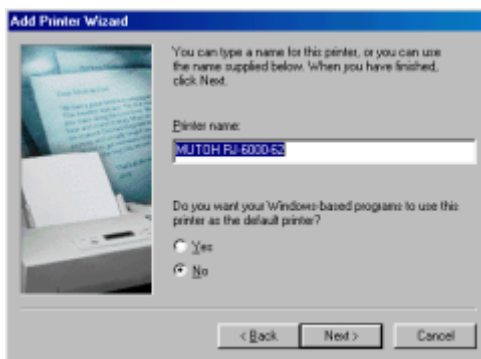 Add Printer Wizard
You can type a name for this printer, or you can use
the name supplied below. When you have finished,
click Next.
Printer name:
MUTOH RJ-6000-62
Do you want your Windows-based programs to use this
printer as the default printer?
Yes
No
< Back
Next >
Cancel